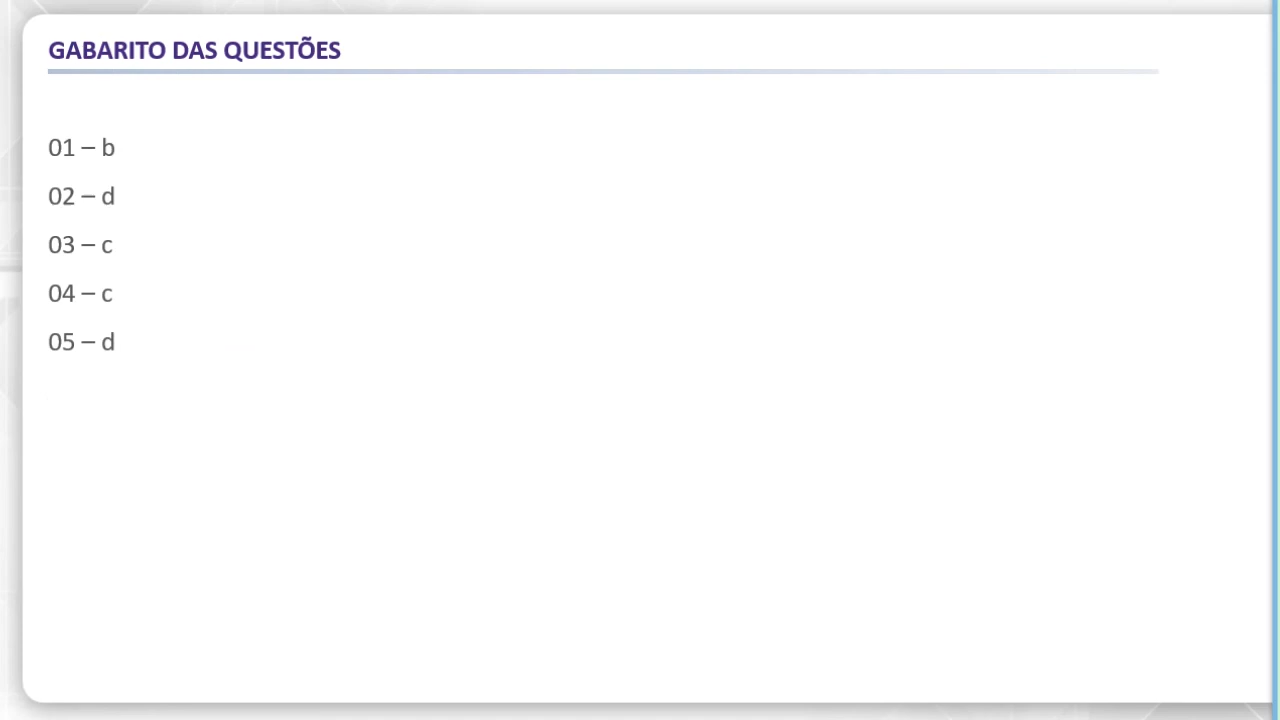 GABARITO DAS QUESTÕES
01 – b
02 – d
03 – c
04 – c
05 – d